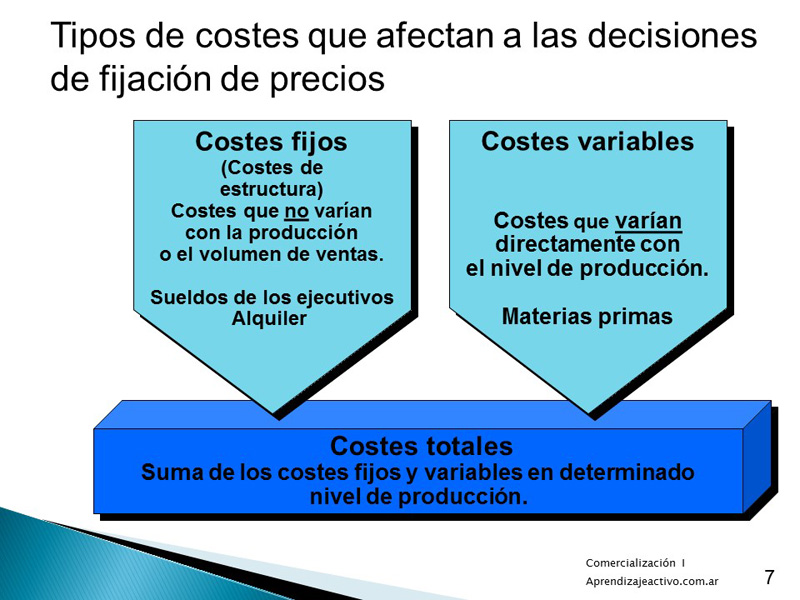 Tipos de costes que afectan a las decisiones
de fijación de precios
Costes fijos
(Costes de
estructura)
Costes que no varían
con la producción
o el volumen de ventas.
Sueldos de los ejecutivos
Alquiler
Costes variables
Costes que varían
directamente con
el nivel de producción.
Materias primas
Costes totales
Suma de los costes fijos y variables en determinado
nivel de producción.
Comercialización I
Aprendizajeactivo.com.ar
7